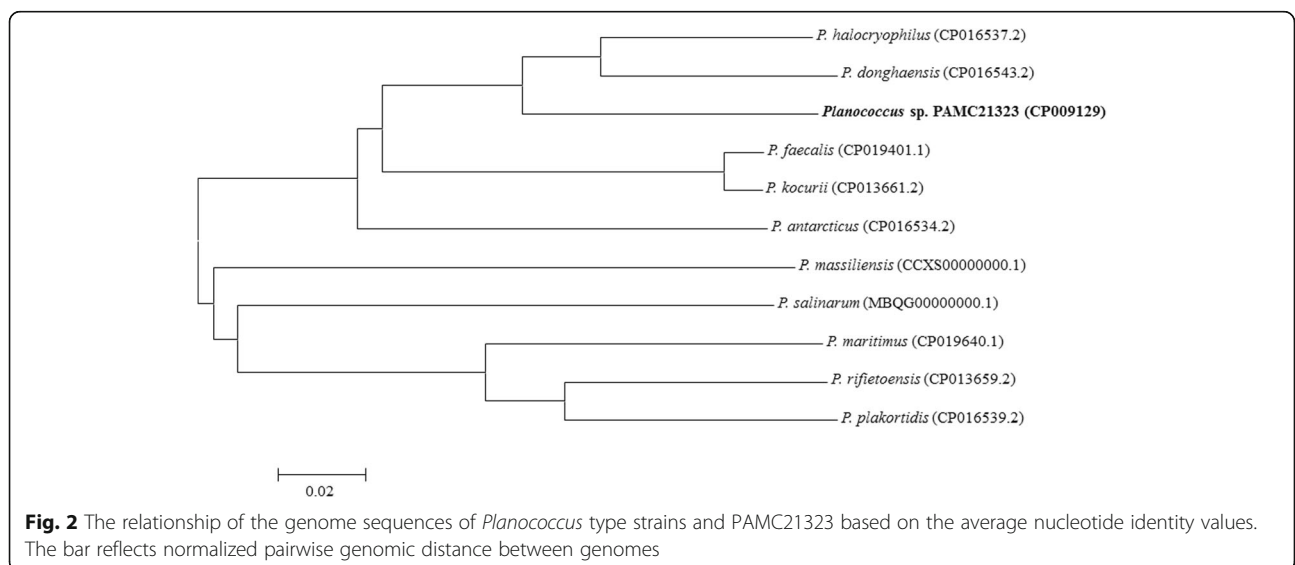 P. halocryophilus (CP016537.2)
P. donghaensis (CP016543.2)
Planococcus sp. PAMC21323 (CP009129)
P. faecalis (CP019401.1)
P. kocurii (CP013661.2)
P. antarcticus (CP016534.2)
P. massiliensis (CCXS00000000.1)
P. salinarum (MBQG00000000.1)
P. maritimus (CP019640.1)
P. rifietoensis (CP013659.2)
P. plakortidis (CP016539.2)
0.02
Fig. 2 The relationship of the genome sequences of Planococcus type strains and PAMC21323 based on the average nucleotide identity values.
The bar reflects normalized pairwise genomic distance between genomes